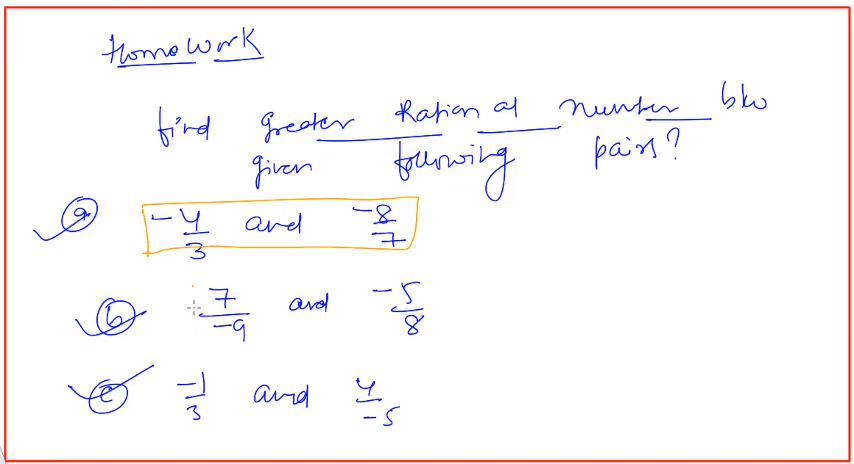 Homework
find greater Rational number btw
given following pairs?
a -4/3 and -8/7
b 7/-9 and -5/8
c -1/3 and 4/-5